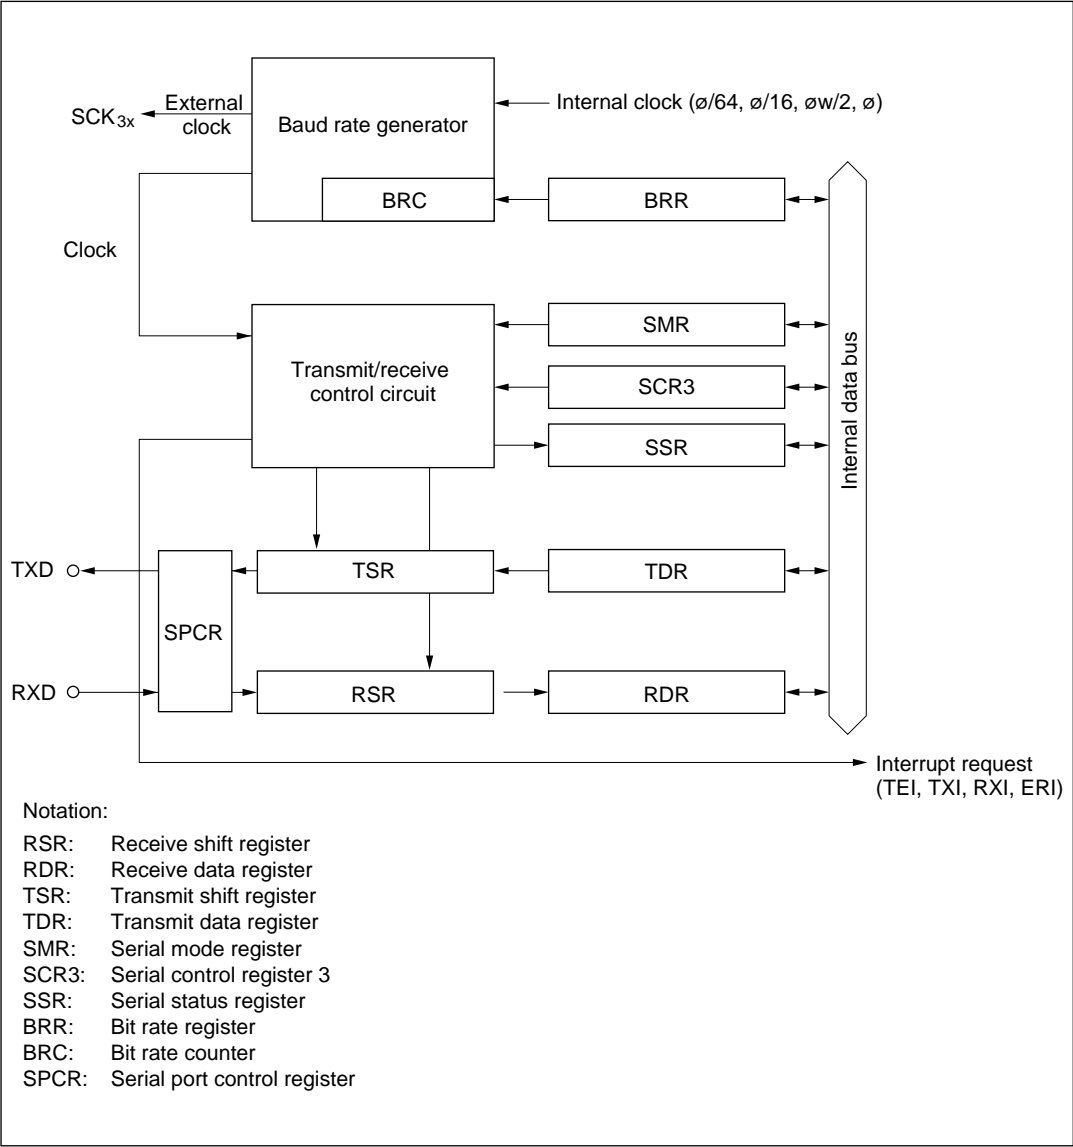 SCK3x
External
clock
Baud rate generator
Internal clock (ø/64, ø/16, øw/2, ø)
BRC
BRR
Clock
Transmit/receive
control circuit
SMR
SCR3
SSR
Internal data bus
TXD
SPCR
TSR
TDR
RXD
RSR
RDR
Interrupt request
(TEI, TXI, RXI, ERI)
Notation:
RSR: Receive shift register
RDR: Receive data register
TSR: Transmit shift register
TDR: Transmit data register
SMR: Serial mode register
SCR3: Serial control register 3
SSR: Serial status register
BRR: Bit rate register
BRC: Bit rate counter
SPCR: Serial port control register